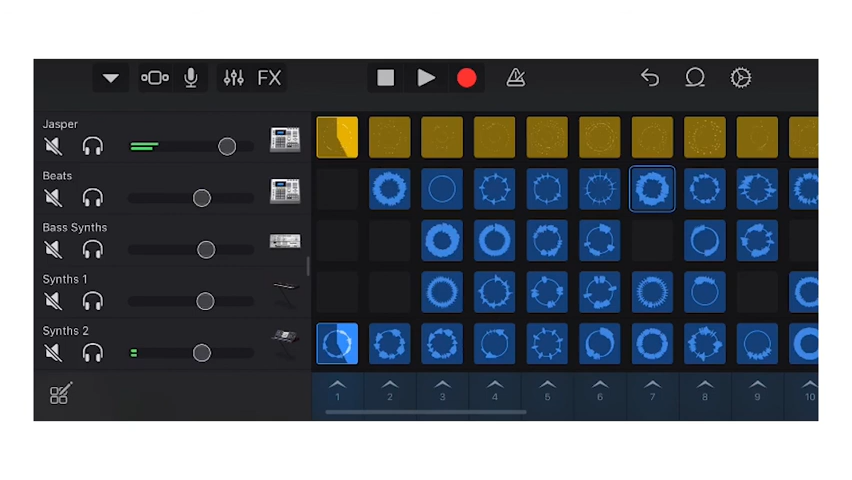 FX
Jasper
Beats
Bass Synths
Synths 1
Synths 2
1 2 3 4 5 6 7 8 9 10